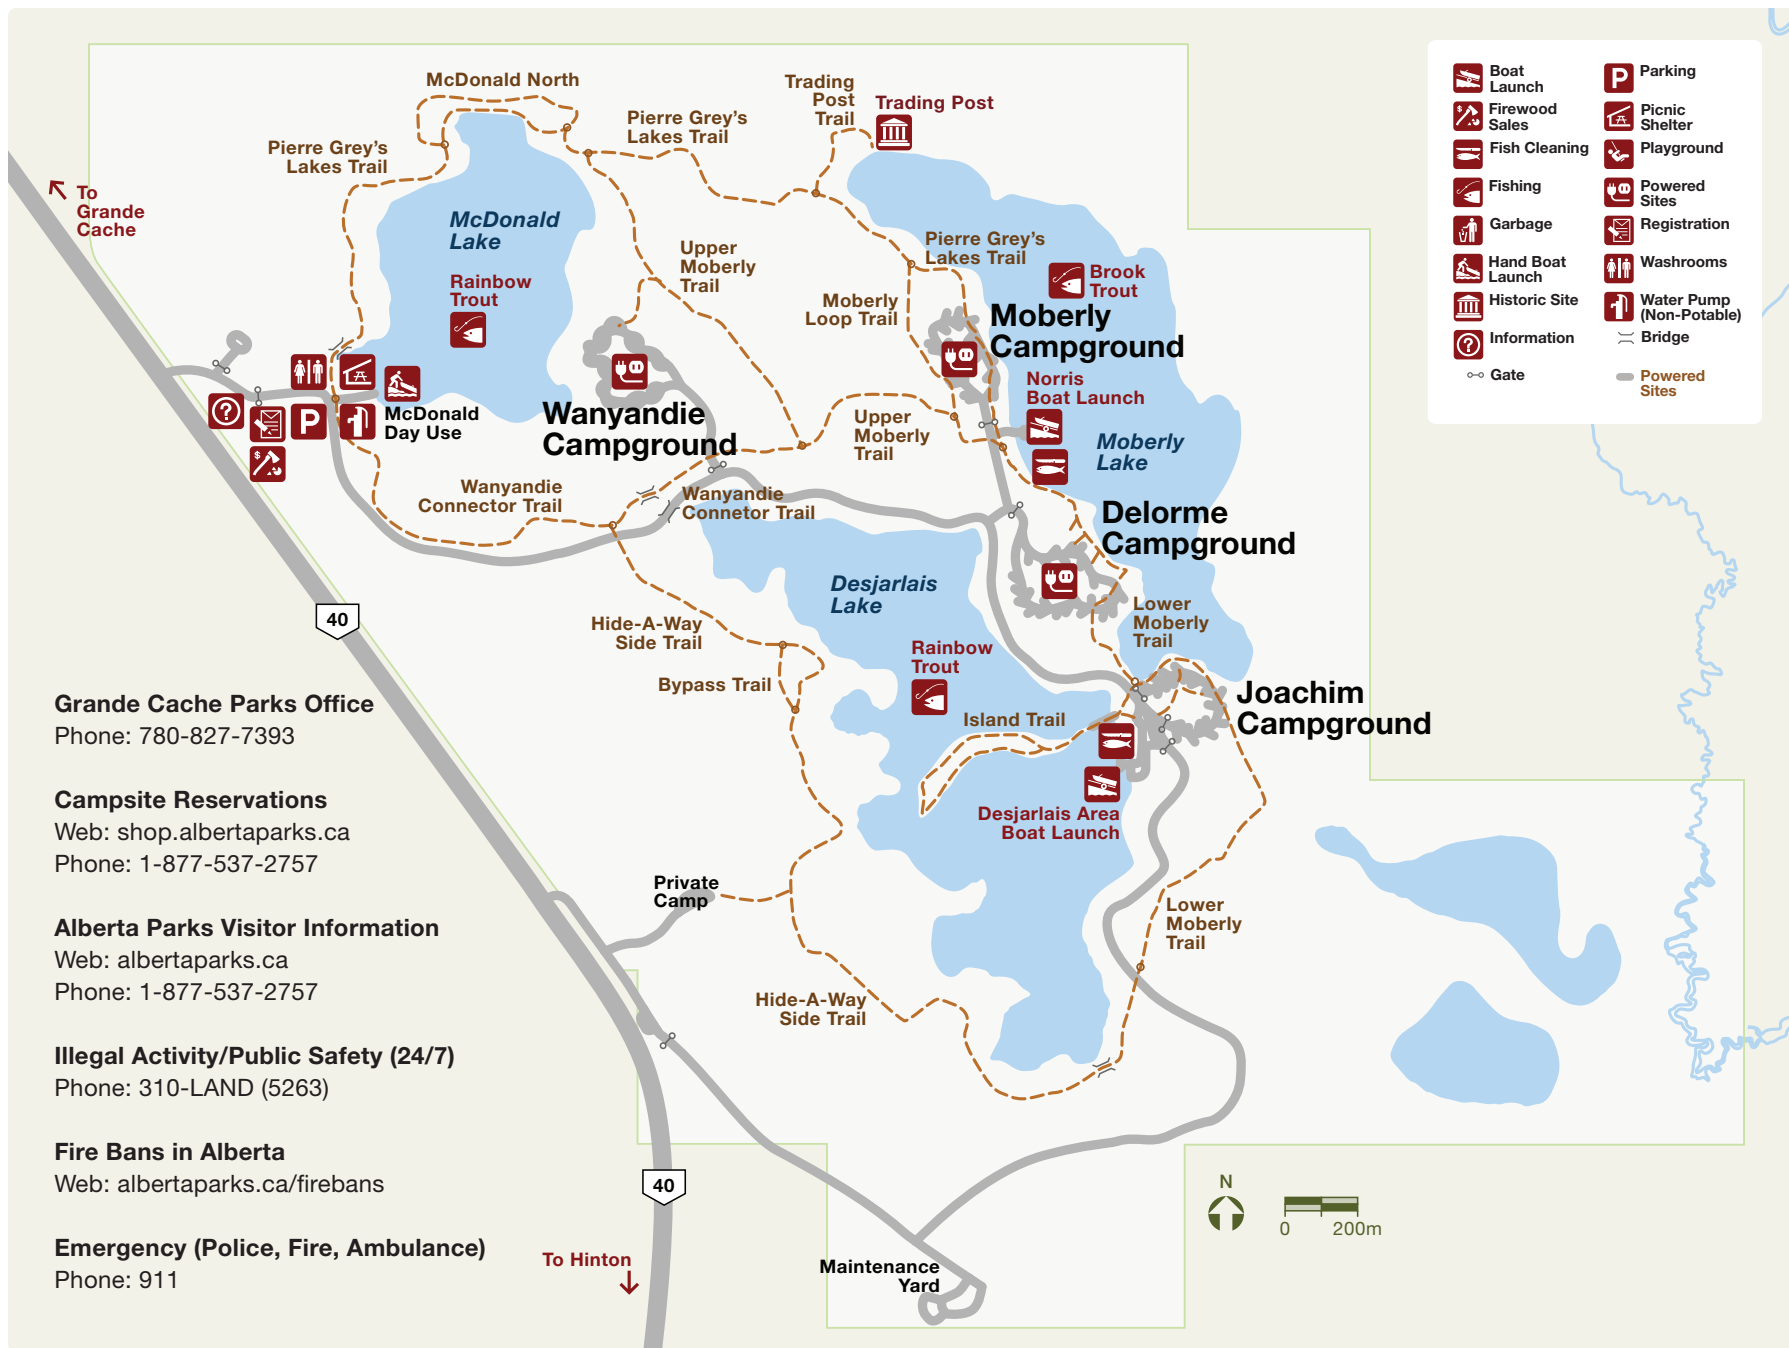 McDonald North
Trading
Post
Trail
Trading Post
Pierre Grey's
Lakes Trail
Pierre Grey's
Lakes Trail
To
Grande
Cache
McDonald
Lake
Rainbow
Trout
Upper
Moberly
Trail
Pierre Grey's
Lakes Trail
Brook
Trout
Moberly
Loop Trail
Moberly
Campground
Norris
Boat Launch
McDonald
Day Use
P
?
$
Wanyandie
Campground
Upper
Moberly
Trail
Moberly
Lake
Wanyandie
Connector Trail
Wanyandie
Connetor Trail
Delorme
Campground
Desjarlais
Lake
40
Hide-A-Way
Side Trail
Lower
Moberly
Trail
Rainbow
Trout
Bypass Trail
Island Trail
Joachim
Campground
Desjarlais Area
Boat Launch
Private
Camp
Lower
Moberly
Trail
Hide-A-Way
Side Trail
40
To Hinton
Maintenance
Yard
N
0 200m
Boat
Launch
$
Firewood
Sales
Fish Cleaning
Fishing
Garbage
Hand Boat
Launch
Historic Site
?
Information
Gate
P
Parking
Picnic
Shelter
Playground
Powered
Sites
Registration
Washrooms
Water Pump
(Non-Potable)
Bridge
Powered
Sites
Grande Cache Parks Office
Phone: 780-827-7393
Campsite Reservations
Web: shop.albertaparks.ca
Phone: 1-877-537-2757
Alberta Parks Visitor Information
Web: albertaparks.ca
Phone: 1-877-537-2757
Illegal Activity/Public Safety (24/7)
Phone: 310-LAND (5263)
Fire Bans in Alberta
Web: albertaparks.ca/firebans
Emergency (Police, Fire, Ambulance)
Phone: 911